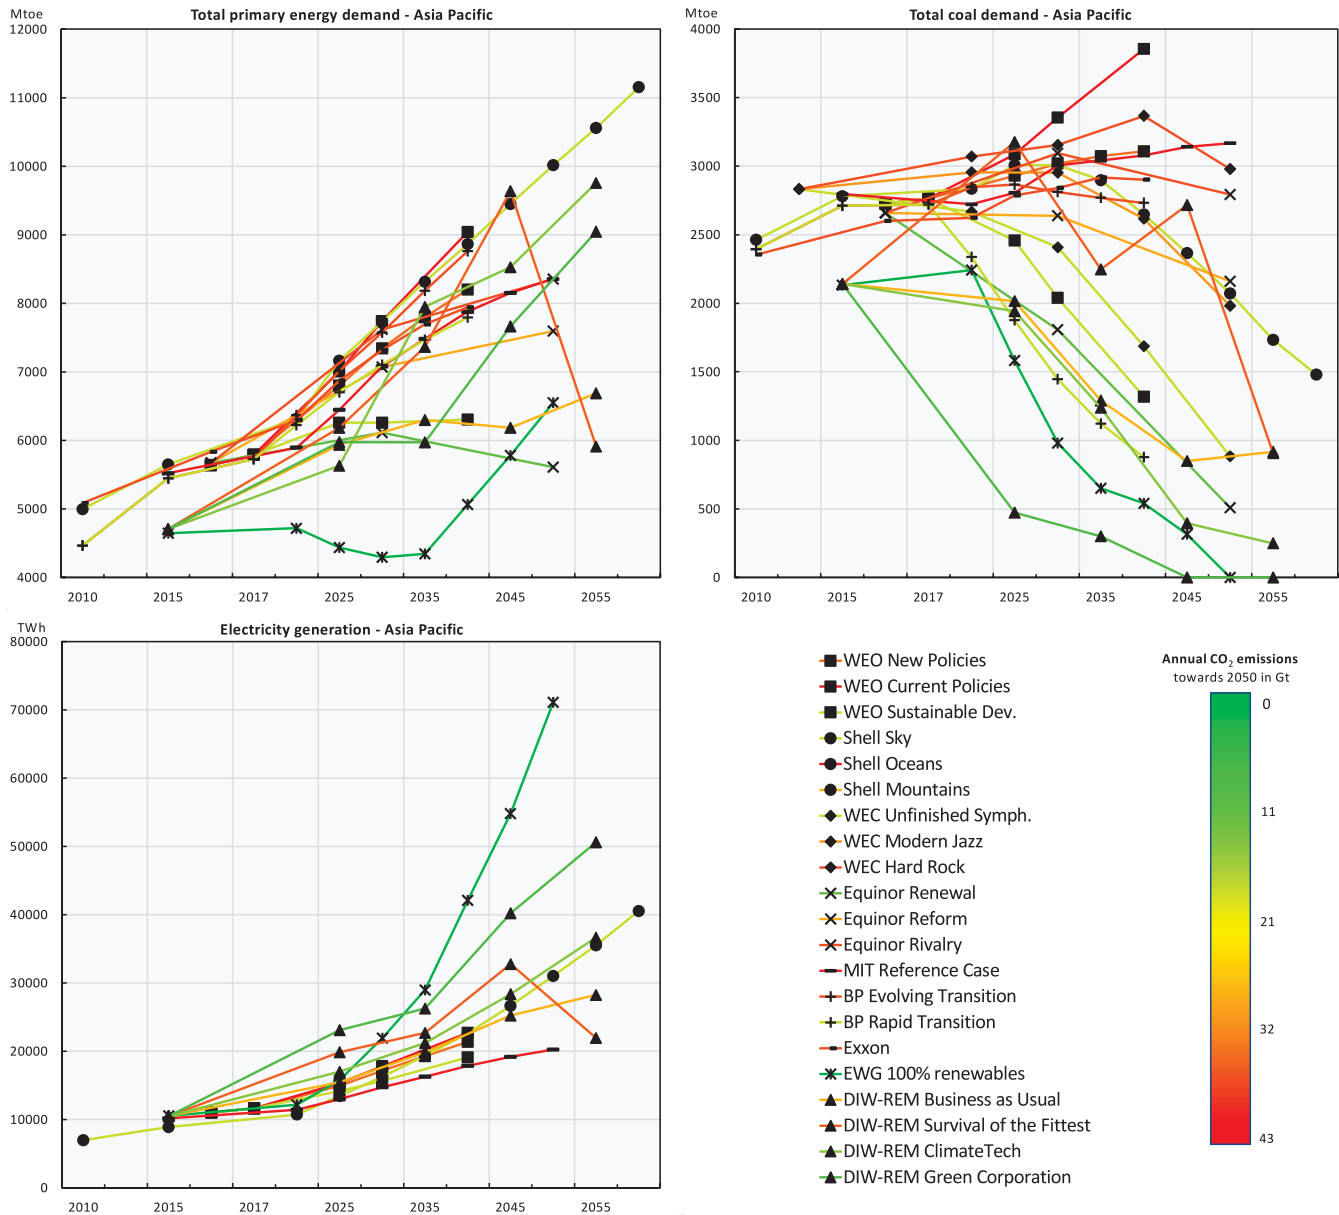 Mtoe
Total primary energy demand - Asia Pacific
12000
11000
10000
9000
8000
7000
6000
5000
4000
2010 2015 2017 2025 2035 2045 2055
Mtoe
Total coal demand - Asia Pacific
4000
3500
3000
2500
2000
1500
1000
500
0
2010 2015 2017 2025 2035 2045 2055
TWh
Electricity generation - Asia Pacific
80000
70000
60000
50000
40000
30000
20000
10000
0
2010 2015 2017 2025 2035 2045 2055
WEO New Policies
WEO Current Policies
WEO Sustainable Dev.
Shell Sky
Shell Oceans
Shell Mountains
WEC Unfinished Symph.
WEC Modern Jazz
WEC Hard Rock
Equinor Renewal
Equinor Reform
Equinor Rivalry
MIT Reference Case
BP Evolving Transition
BP Rapid Transition
Exxon
EWG 100% renewables
DIW-REM Business as Usual
DIW-REM Survival of the Fittest
DIW-REM ClimateTech
DIW-REM Green Corporation
Annual CO₂ emissions
towards 2050 in Gt
0
11
21
32
43